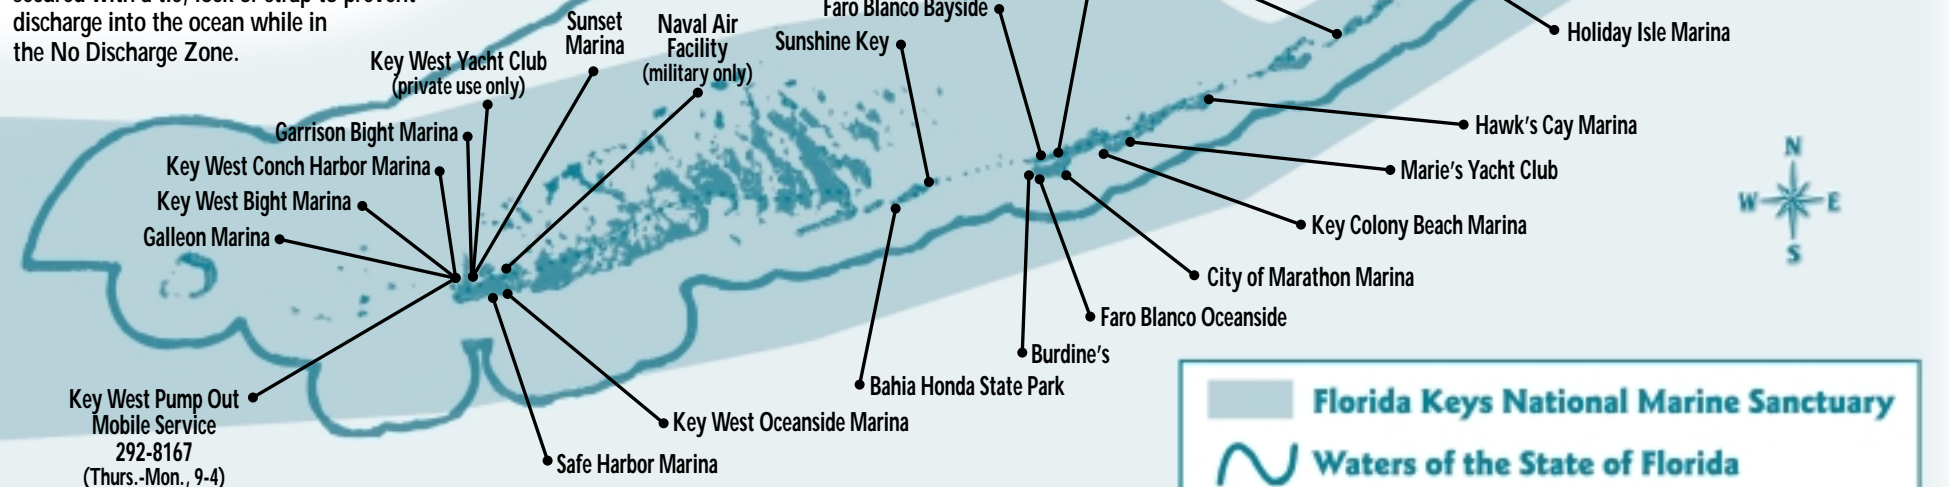 discharge into the ocean while in
the No Discharge Zone.
Key West Yacht Club
(private use only)
Sunset
Marina
Naval Air
Facility
(military only)
Faro Blanco Bayside
Sunshine Key
Holiday Isle Marina
Garrison Bight Marina
Key West Conch Harbor Marina
Key West Bight Marina
Galleon Marina
Hawk's Cay Marina
Marie's Yacht Club
Key Colony Beach Marina
City of Marathon Marina
Faro Blanco Oceanside
Burdine's
Bahia Honda State Park
Key West Oceanside Marina
Safe Harbor Marina
Key West Pump Out
Mobile Service
292-8167
(Thurs.-Mon., 9-4)
N
W E
S
Florida Keys National Marine Sanctuary
Waters of the State of Florida